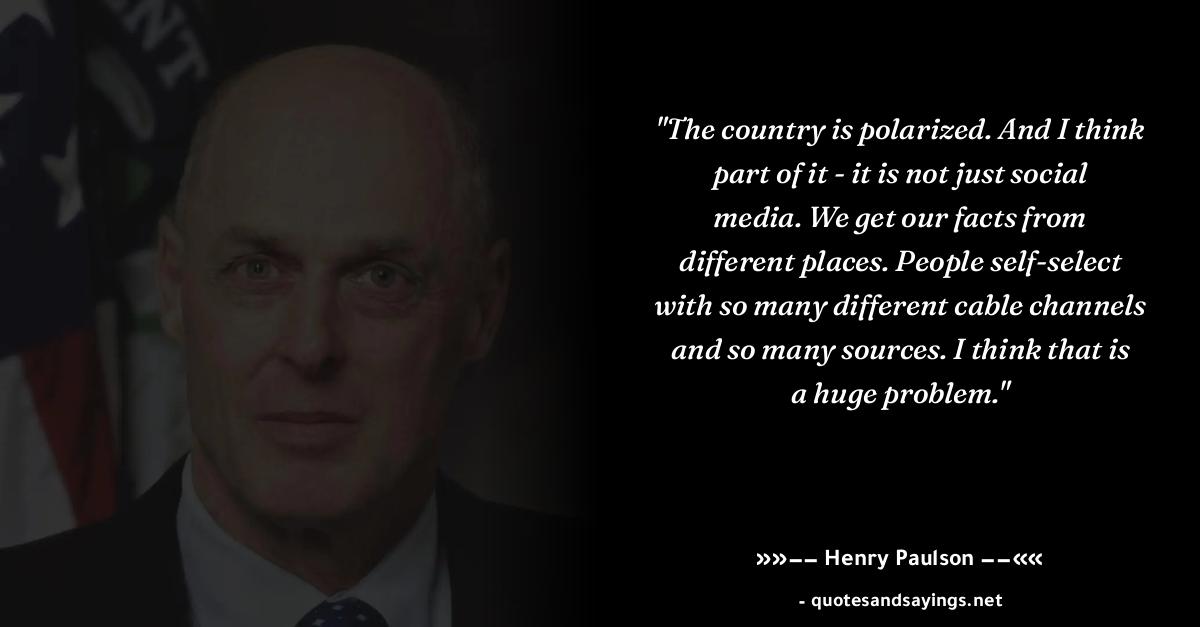 ENT
"The country is polarized. And I think
part of it - it is not just social
media. We get our facts from
different places. People self-select
with so many different cable channels
and so many sources. I think that is
a huge problem."
»»−− Henry Paulson −−««
- quotesandsayings.net